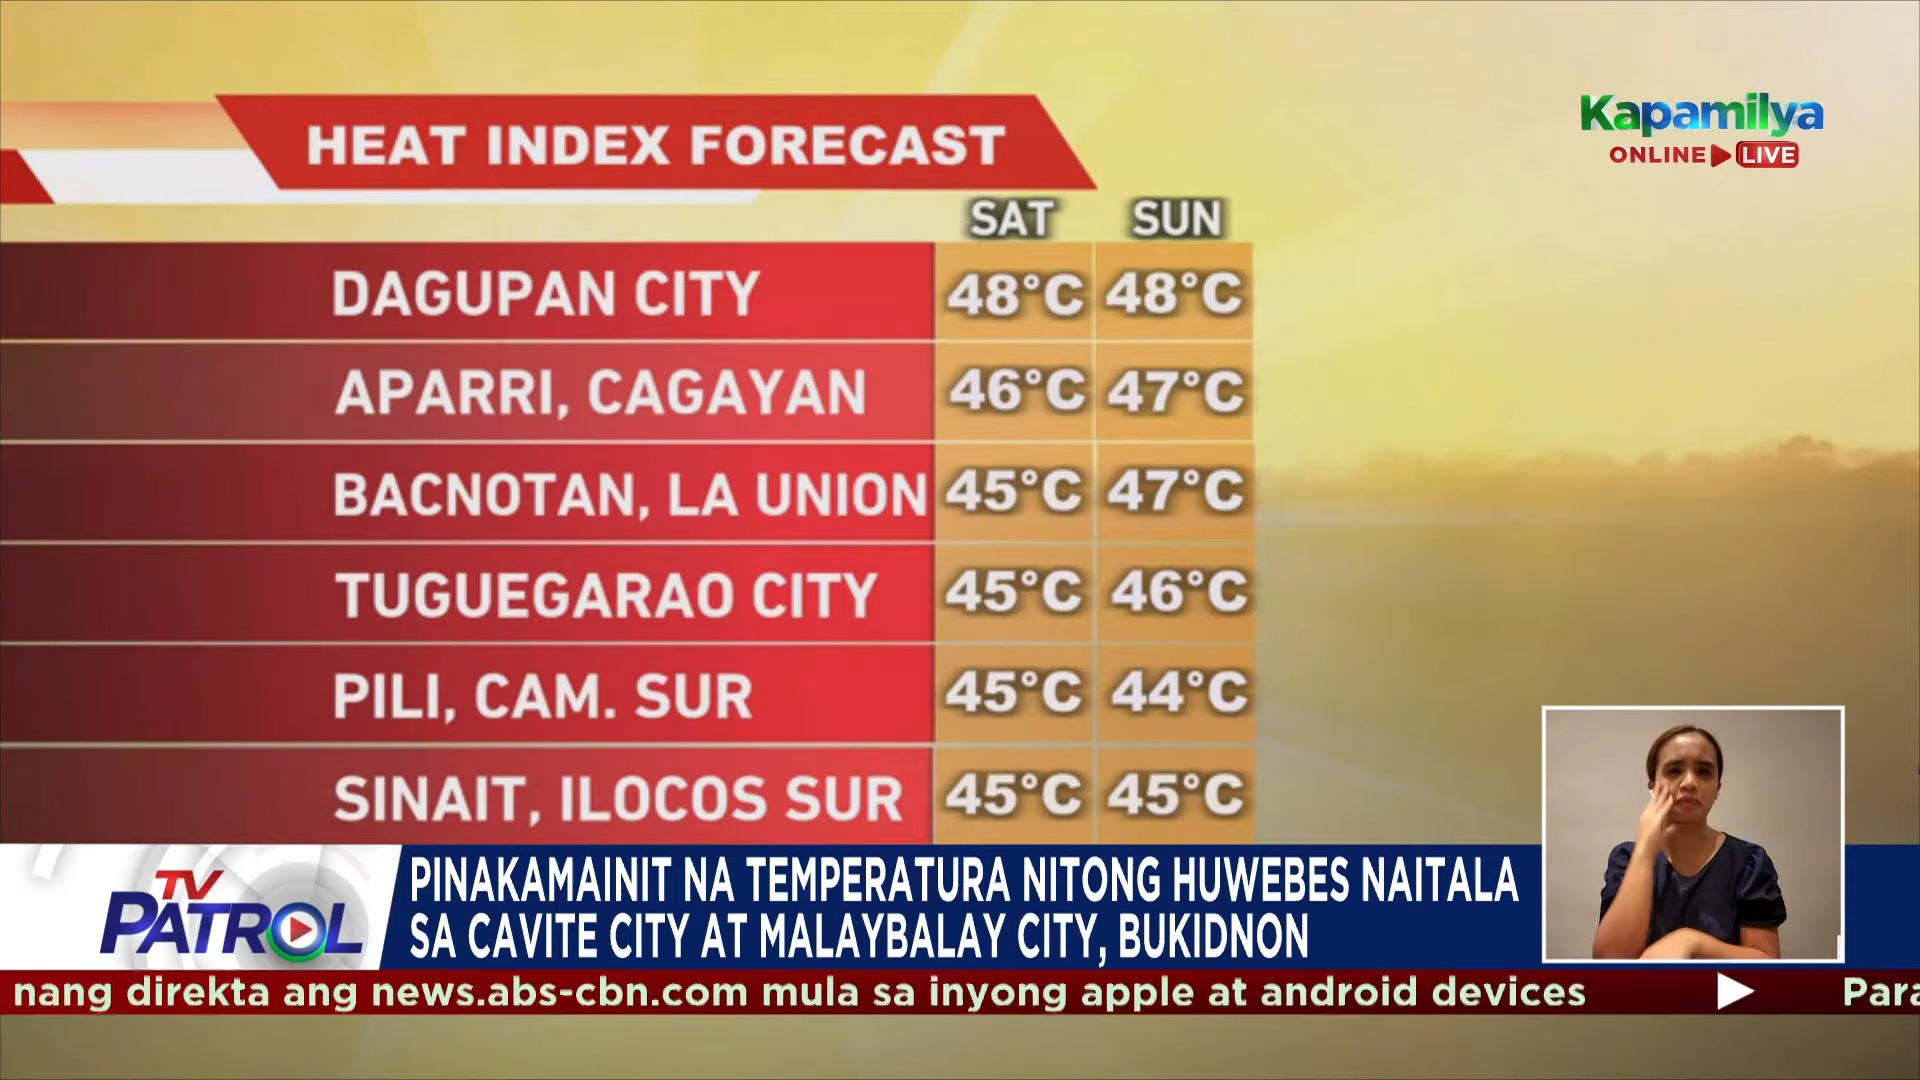 HEAT INDEX FORECAST
Kapamilya
ONLINE LIVE
SAT SUN
DAGUPAN CITY 48°C 48°C
APARRI, CAGAYAN 46°C 47°C
BACNOTAN, LA UNION 45°C 47°C
TUGUEGARAO CITY 45°C 46°C
PILI, CAM. SUR 45°C 44°C
SINAIT, ILOCOS SUR 45°C 45°C
TV PATROL
PINAKAMAINIT NA TEMPERATURA NITONG HUWEBES NAITALA
SA CAVITE CITY AT MALAYBALAY CITY, BUKIDNON
nang direkta ang news.abs-cbn.com mula sa inyong apple at android devices Para